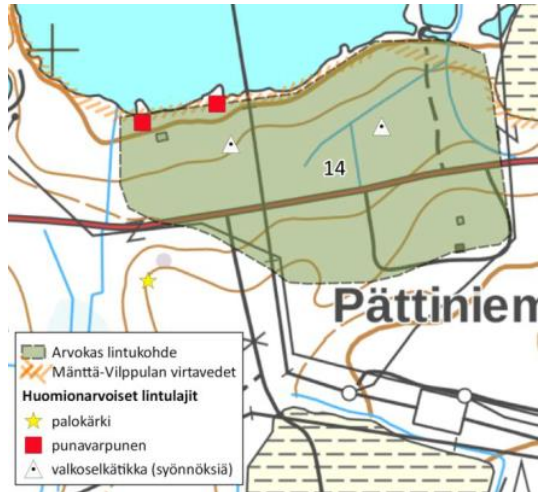 14
Pättiniem
Arvokas lintukohde
Mänttä-Vilppulan virtavedet
Huomionarvoiset lintulajit
palokärki
punavarpunen
valkoselkätikka (syönnöksiä)